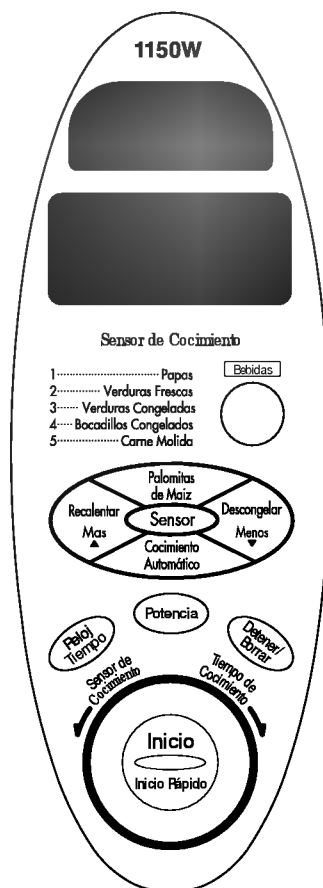 1150W
Sensor de Cocimiento
Bebidas
1 Papas
2 Verduras Frescas
3 Verduras Congeladas
4 Bocadillos Congelados
5 Carne Molida
Palomitas
de Maiz
Recalentar
Mas
Sensor
Descongelar
Menos
Cocimiento
Automático
Potencia
Reloj
Tiempo
Detener/
Borrar
Sensor de
Cocimiento
Tiempo de
Cocimiento
Inicio
Inicio Rápido